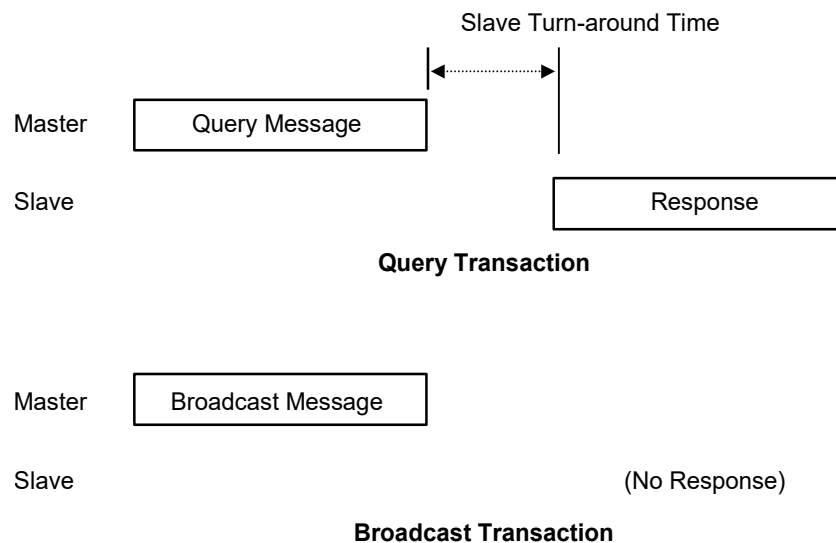 Slave Turn-around Time
Master
Query Message
Slave
Response
Query Transaction
Master
Broadcast Message
Slave
(No Response)
Broadcast Transaction